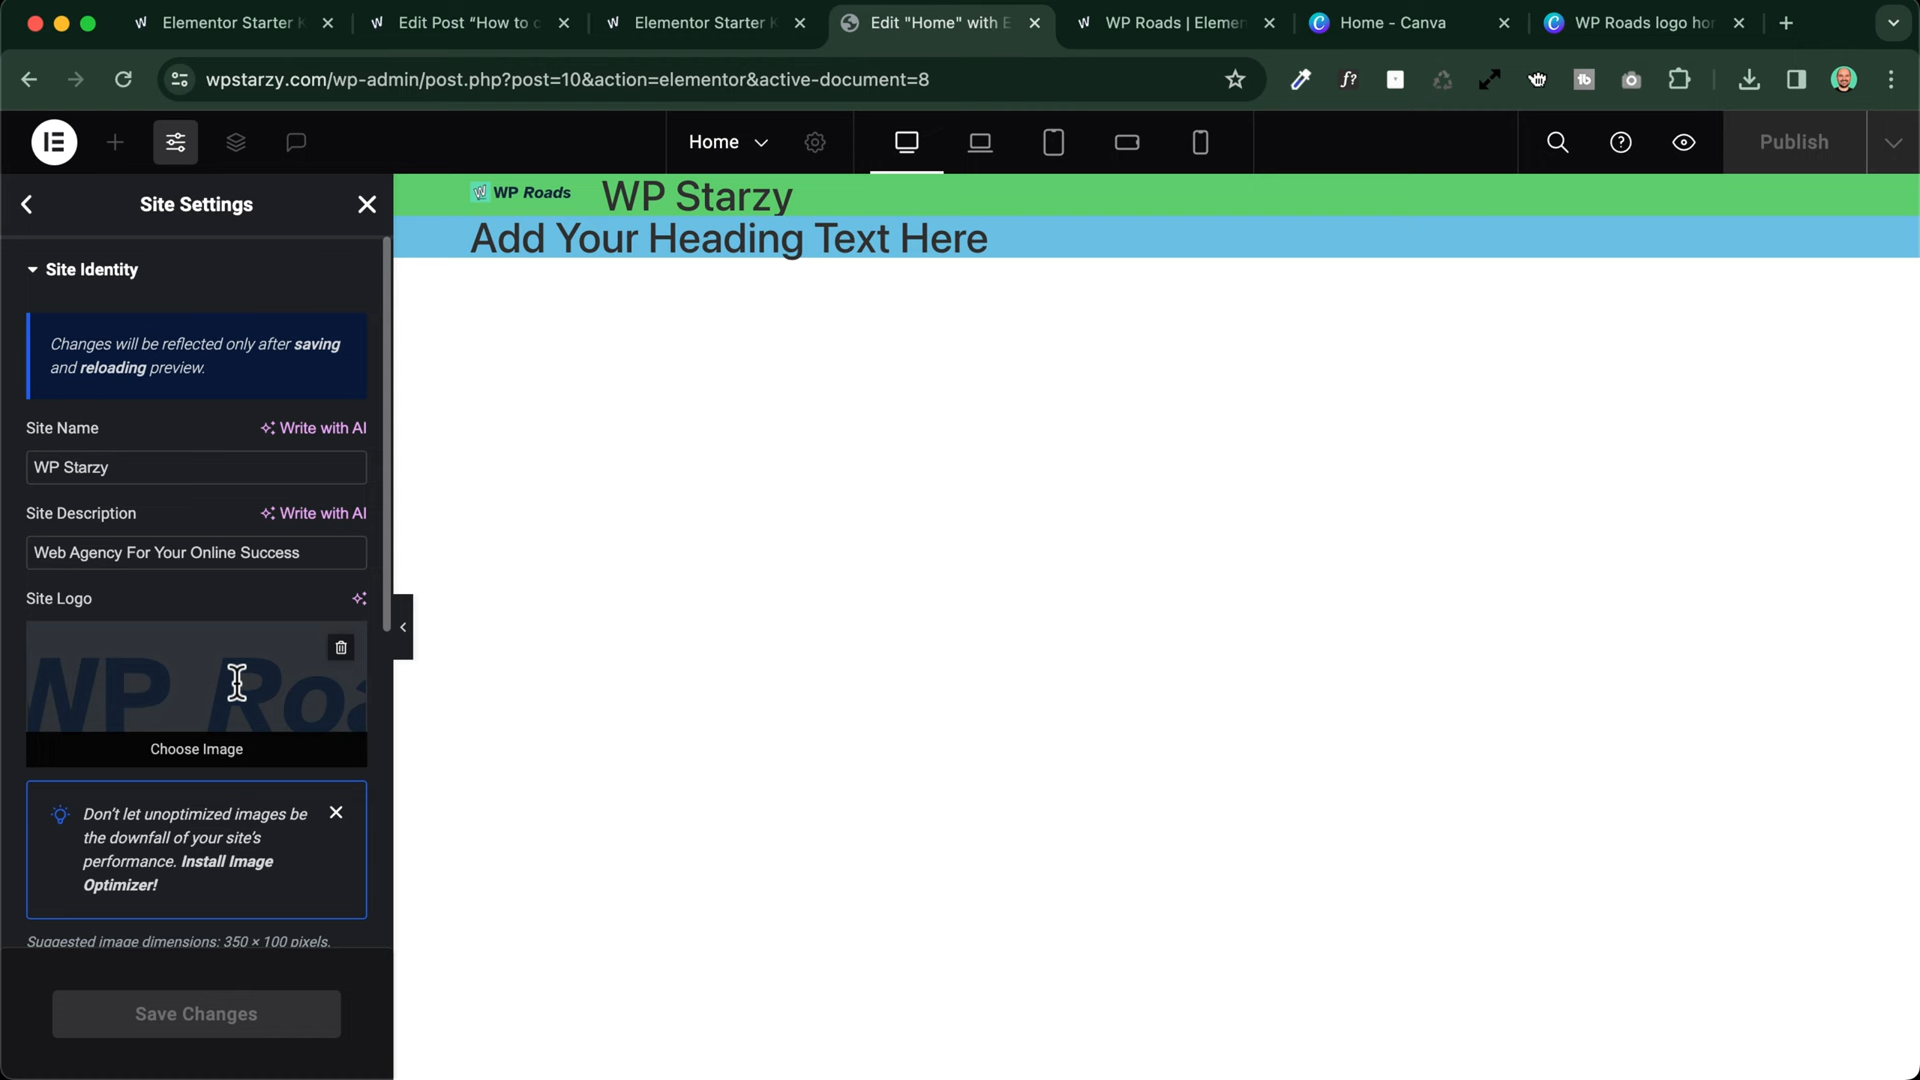 Elementor Starter K
Edit Post “How to c
Elementor Starter K
Edit "Home" with E
WP Roads | Elemen
Home - Canva
WP Roads logo hor
wpstarzy.com/wp-admin/post.php?post=10&action=elementor&active-document=8
f?
tb
Home
Publish
Site Settings
WP Roads
WP Starzy
Add Your Heading Text Here
Site Identity
Changes will be reflected only after saving
and reloading preview.
Site Name
Write with AI
WP Starzy
Site Description
Write with AI
Web Agency For Your Online Success
Site Logo
WP Roa
Choose Image
Don’t let unoptimized images be
the downfall of your site’s
performance. Install Image
Optimizer!
Suggested image dimensions: 350 × 100 pixels.
Save Changes